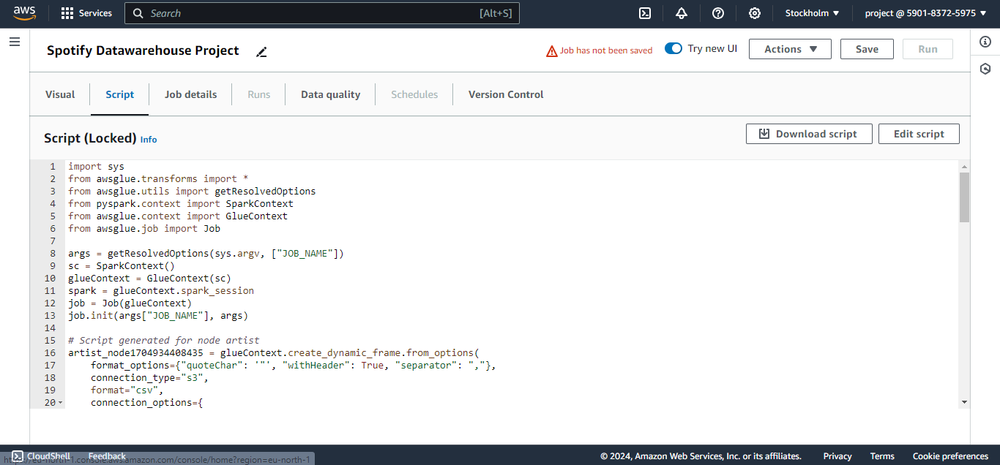 aws
Services
Search
[Alt+S]
Stockholm
project @ 5901-8372-5975
Spotify Datawarehouse Project
Job has not been saved
Try new UI
Actions
Save
Run
Visual
Script
Job details
Runs
Data quality
Schedules
Version Control
Script (Locked) Info
Download script
Edit script
1 import sys
2 from awsglue.transforms import *
3 from awsglue.utils import getResolvedOptions
4 from pyspark.context import SparkContext
5 from awsglue.context import GlueContext
6 from awsglue.job import Job
7
8 args = getResolvedOptions(sys.argv, ["JOB_NAME"])
9 sc = SparkContext()
10 glueContext = GlueContext(sc)
11 spark = glueContext.spark_session
12 job = Job(glueContext)
13 job.init(args["JOB_NAME"], args)
14
15 # Script generated for node artist
16 artist_node1704934408435 = glueContext.create_dynamic_frame.from_options(
17     format_options={"quoteChar": '"', "withHeader": True, "separator": ","},
18     connection_type="s3",
19     format="csv",
20     connection_options={
CloudShell
Feedback
https://eu-north-1.console.aws.amazon.com/console/home?region=eu-north-1
© 2024, Amazon Web Services, Inc. or its affiliates.
Privacy
Terms
Cookie preferences